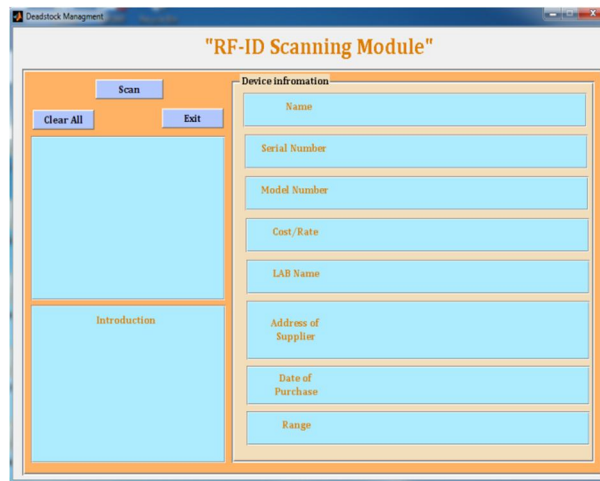 Deadstock Managment
"RF-ID Scanning Module"
Scan
Clear All
Exit
Introduction
Device infromation
Name
Serial Number
Model Number
Cost/Rate
LAB Name
Address of
Supplier
Date of
Purchase
Range